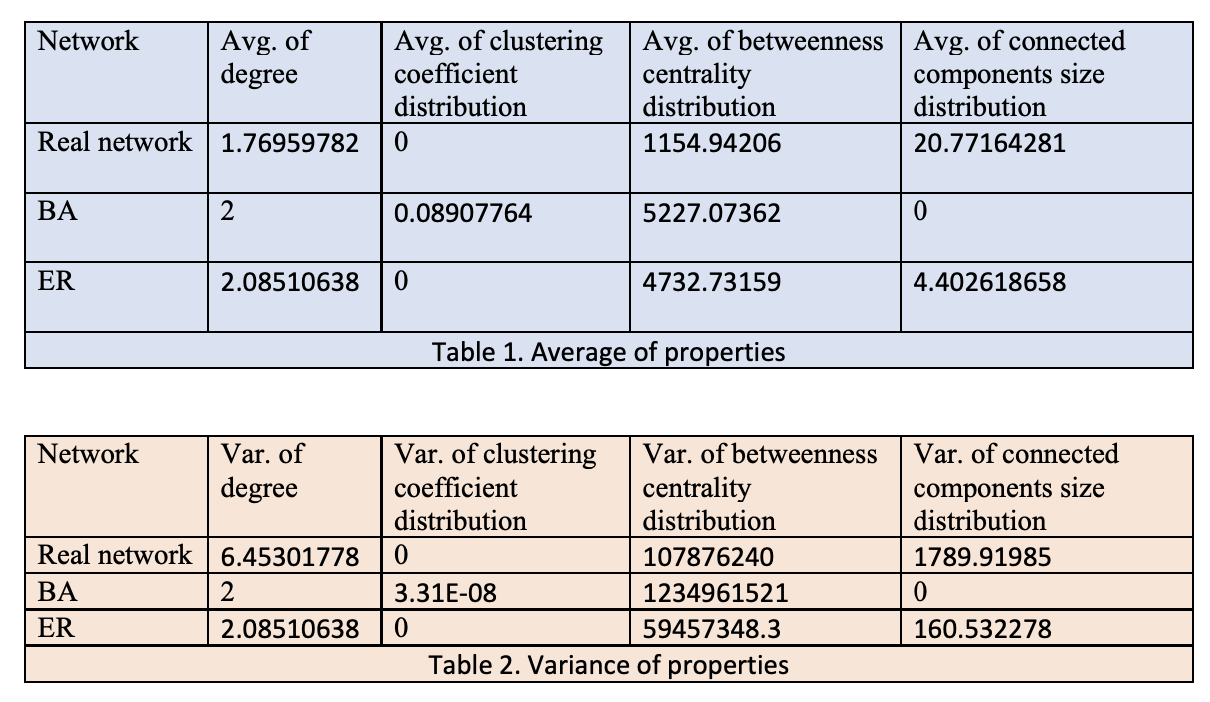 Network Avg. of degree Avg. of clustering coefficient distribution Avg. of betweenness centrality distribution Avg. of connected components size distribution
Real network 1.76959782 0 1154.94206 20.77164281
BA 2 0.08907764 5227.07362 0
ER 2.08510638 0 4732.73159 4.402618658
Table 1. Average of properties
Network Var. of degree Var. of clustering coefficient distribution Var. of betweenness centrality distribution Var. of connected components size distribution
Real network 6.45301778 0 107876240 1789.91985
BA 2 3.31E-08 1234961521 0
ER 2.08510638 0 59457348.3 160.532278
Table 2. Variance of properties